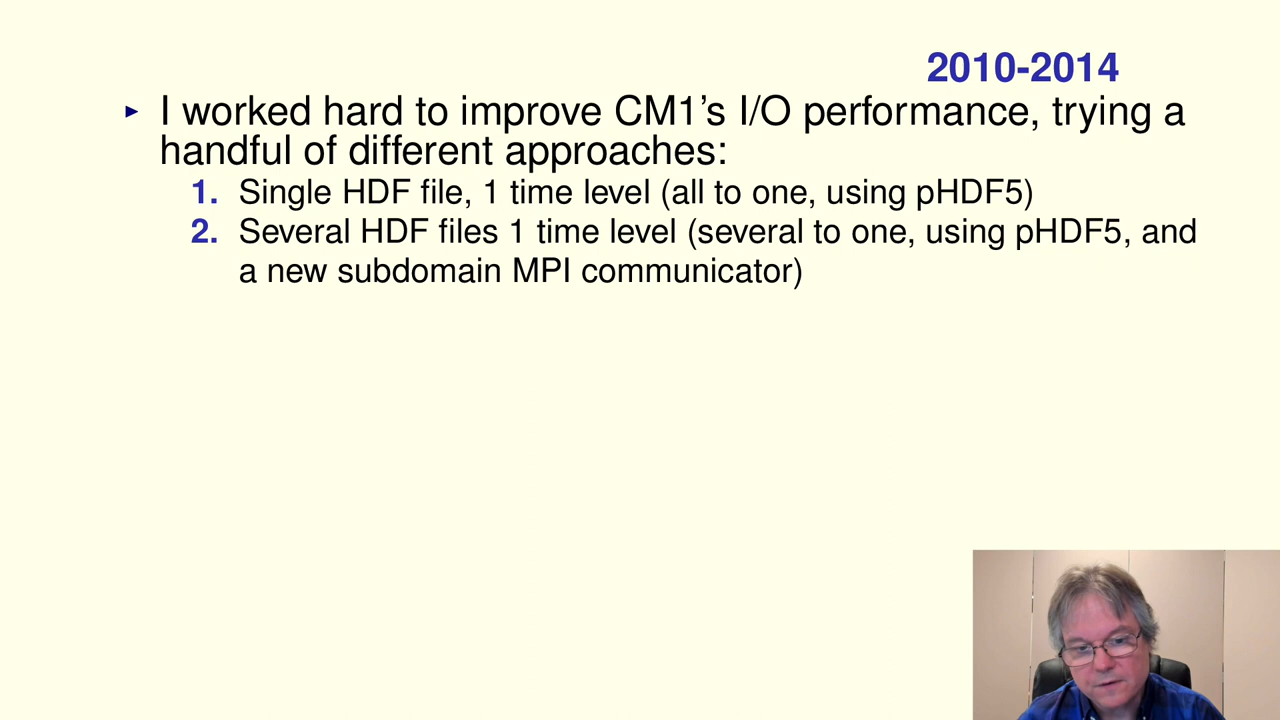 2010-2014
I worked hard to improve CM1's I/O performance, trying a
handful of different approaches:
1. Single HDF file, 1 time level (all to one, using pHDF5)
2. Several HDF files 1 time level (several to one, using pHDF5, and
a new subdomain MPI communicator)